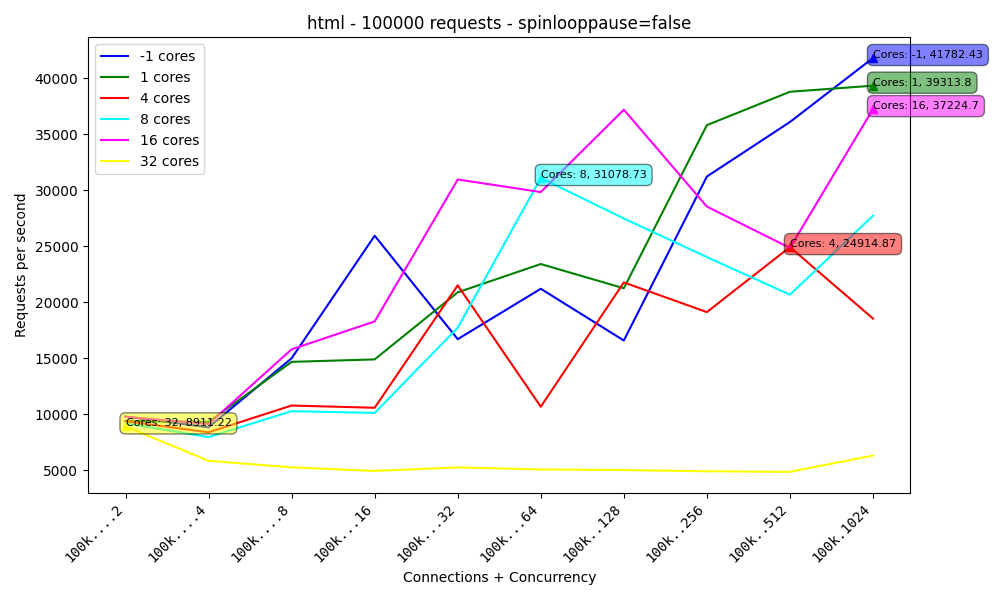 html - 100000 requests - spinlooppause=false
-1 cores
1 cores
4 cores
8 cores
16 cores
32 cores
Cores: -1, 41782.43
Cores: 1, 39313.8
Cores: 16, 37224.7
Cores: 8, 31078.73
Cores: 4, 24914.87
Cores: 32, 8911.22
Requests per second
40000
35000
30000
25000
20000
15000
10000
5000
100k....2
100k....4
100k....8
100k...16
100k...32
100k...64
100k..128
100k..256
100k..512
100k.1024
Connections + Concurrency